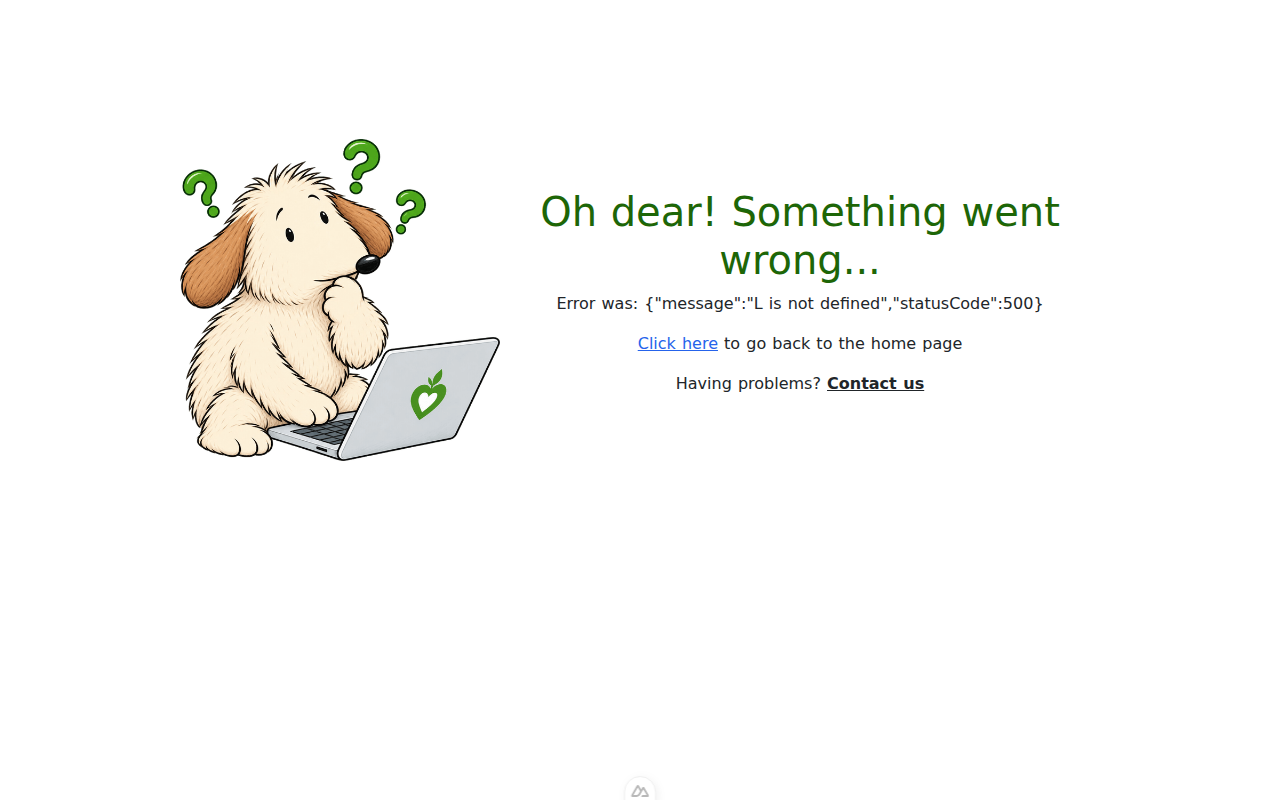 Oh dear! Something went
wrong...
Error was: {"message":"L is not defined","statusCode":500}
Click here to go back to the home page
Having problems? Contact us